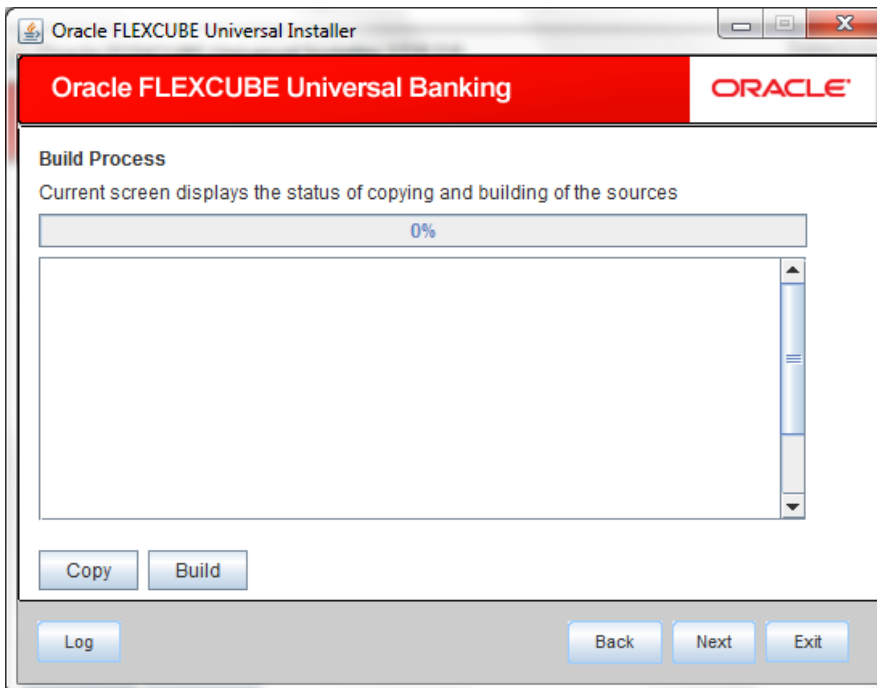 Oracle FLEXCUBE Universal Installer
Oracle FLEXCUBE Universal Banking
ORACLE®
Build Process
Current screen displays the status of copying and building of the sources
0%
Copy Build
Log Back Next Exit